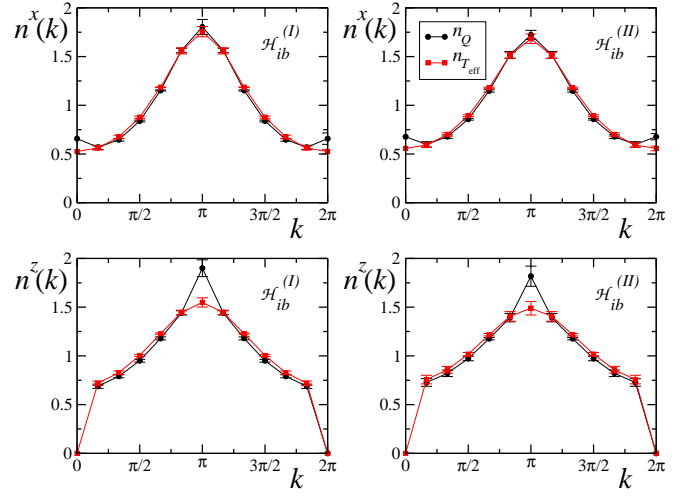 n^x(k)
ℋ_ib^(I)
2
1.5
1
0.5
0
0
π/2
π
3π/2
2π
k
n^x(k)
ℋ_ib^(II)
n_Q
n_T_eff
2
1.5
1
0.5
0
0
π/2
π
3π/2
2π
k
n^z(k)
ℋ_ib^(I)
2
1.5
1
0.5
0
0
π/2
π
3π/2
2π
k
n^z(k)
ℋ_ib^(II)
2
1.5
1
0.5
0
0
π/2
π
3π/2
2π
k